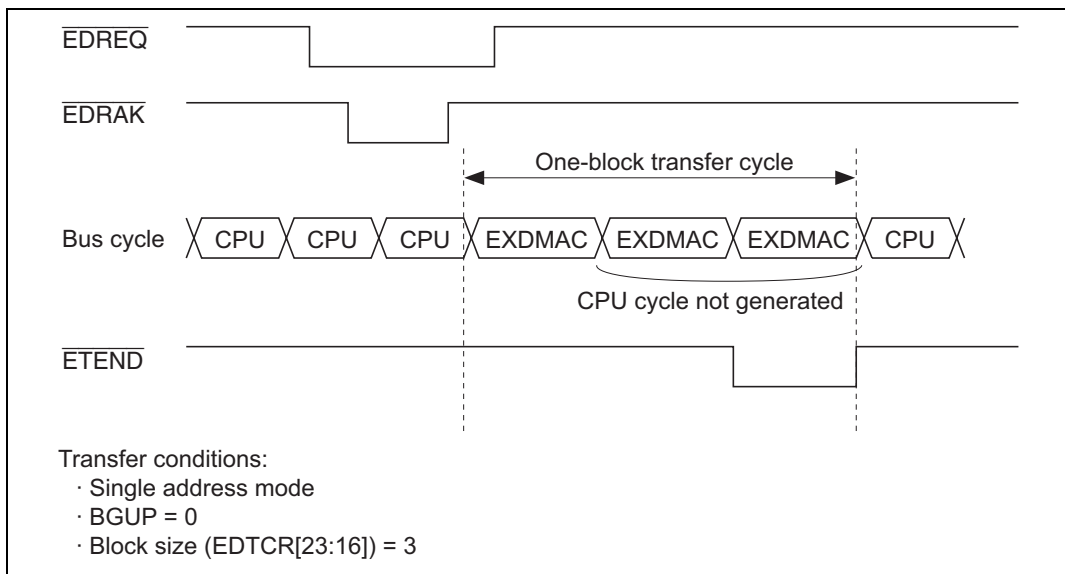 EDREQ
EDRAK
One-block transfer cycle
Bus cycle CPU CPU CPU EXDMAC EXDMAC EXDMAC CPU
CPU cycle not generated
ETEND
Transfer conditions:
· Single address mode
· BGUP = 0
· Block size (EDTCR[23:16]) = 3